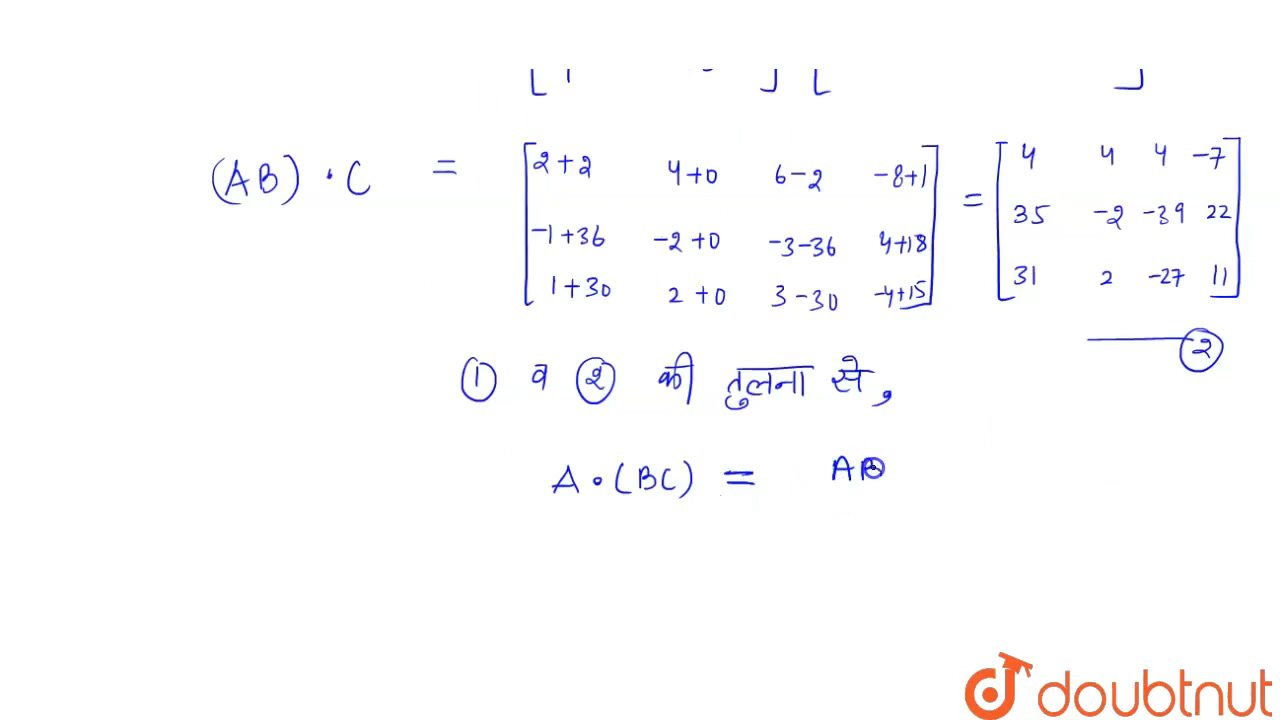 (AB) · C = [2+2 4+0 6-2 -8+1] = [4 4 4 -7]
-1+36 -2+0 -3-36 4+18 35 -2 -39 22
1+30 2+0 3-30 -4+15 31 2 -27 11
②
① व ② की तुलना से,
A · (BC) = AB
doubtnut